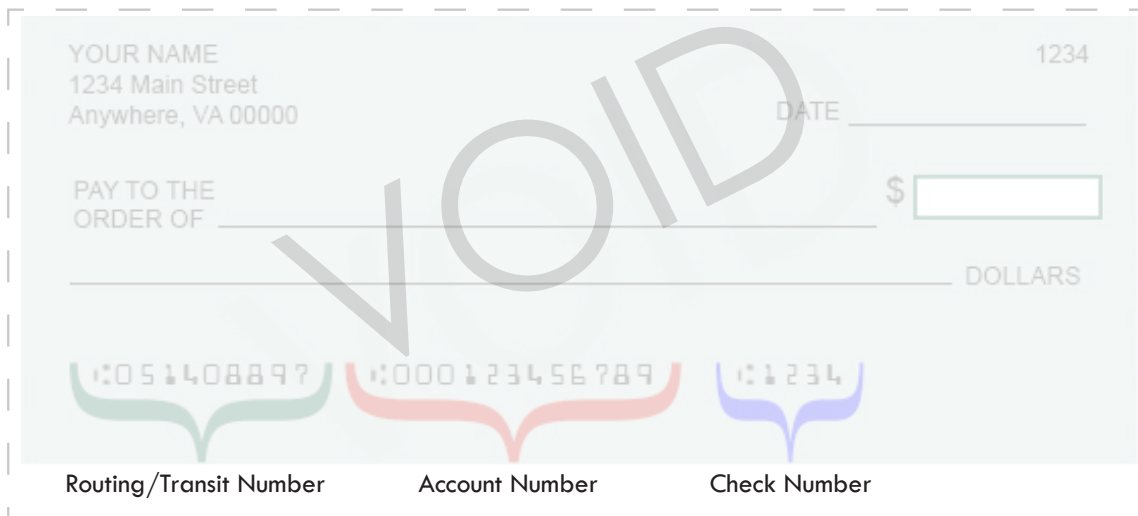 YOUR NAME
1234
1234 Main Street
Anywhere, VA 00000
DATE
VOID
PAY TO THE
ORDER OF
$
DOLLARS
⑆051408897 ⑆000123456789 ⑆1234
Routing/Transit Number Account Number Check Number